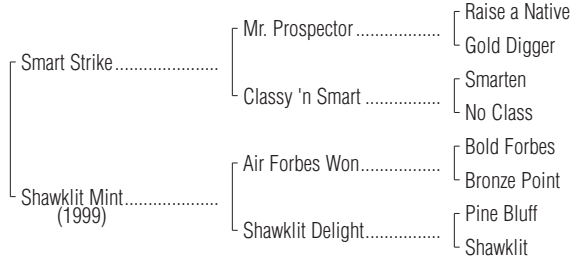 Raise a Native
Mr. Prospector..................
Gold Digger
Smart Strike......................
Smarten
Classy 'n Smart ................
No Class
Bold Forbes
Air Forbes Won.................
Bronze Point
Shawklit Mint....................
(1999)
Pine Bluff
Shawklit Delight................
Shawklit